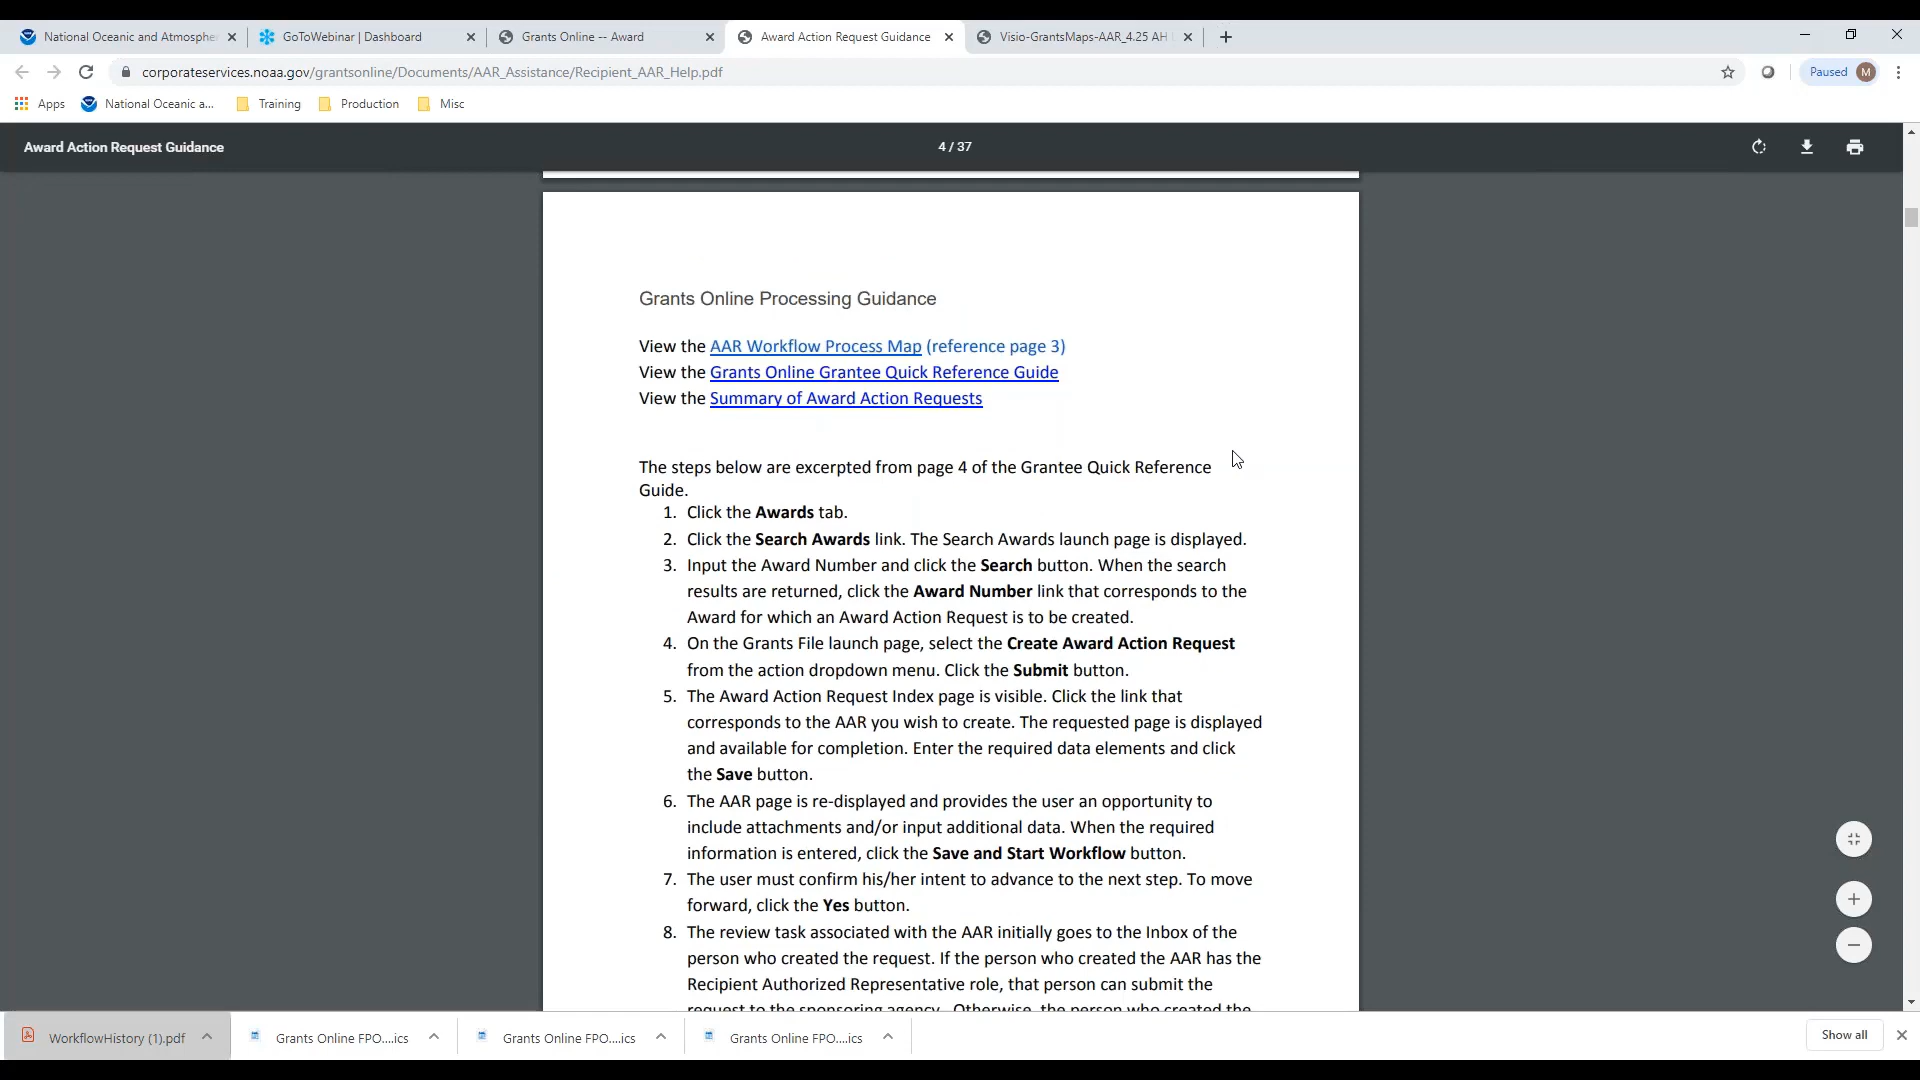 National Oceanic and Atmosphe
GoToWebinar | Dashboard
Grants Online -- Award
Award Action Request Guidance
Visio-GrantsMaps-AAR_4.25 AH
corporateservices.noaa.gov/grantsonline/Documents/AAR_Assistance/Recipient_AAR_Help.pdf
Paused
M
Apps
National Oceanic a...
Training
Production
Misc
Award Action Request Guidance
4 / 37
Grants Online Processing Guidance
View the AAR Workflow Process Map (reference page 3)
View the Grants Online Grantee Quick Reference Guide
View the Summary of Award Action Requests
The steps below are excerpted from page 4 of the Grantee Quick Reference
Guide.
1. Click the Awards tab.
2. Click the Search Awards link. The Search Awards launch page is displayed.
3. Input the Award Number and click the Search button. When the search
results are returned, click the Award Number link that corresponds to the
Award for which an Award Action Request is to be created.
4. On the Grants File launch page, select the Create Award Action Request
from the action dropdown menu. Click the Submit button.
5. The Award Action Request Index page is visible. Click the link that
corresponds to the AAR you wish to create. The requested page is displayed
and available for completion. Enter the required data elements and click
the Save button.
6. The AAR page is re-displayed and provides the user an opportunity to
include attachments and/or input additional data. When the required
information is entered, click the Save and Start Workflow button.
7. The user must confirm his/her intent to advance to the next step. To move
forward, click the Yes button.
8. The review task associated with the AAR initially goes to the Inbox of the
person who created the request. If the person who created the AAR has the
Recipient Authorized Representative role, that person can submit the
request to the sponsoring agency. Otherwise, the person who created the
WorkflowHistory (1).pdf
Grants Online FPO....ics
Grants Online FPO....ics
Grants Online FPO....ics
Show all